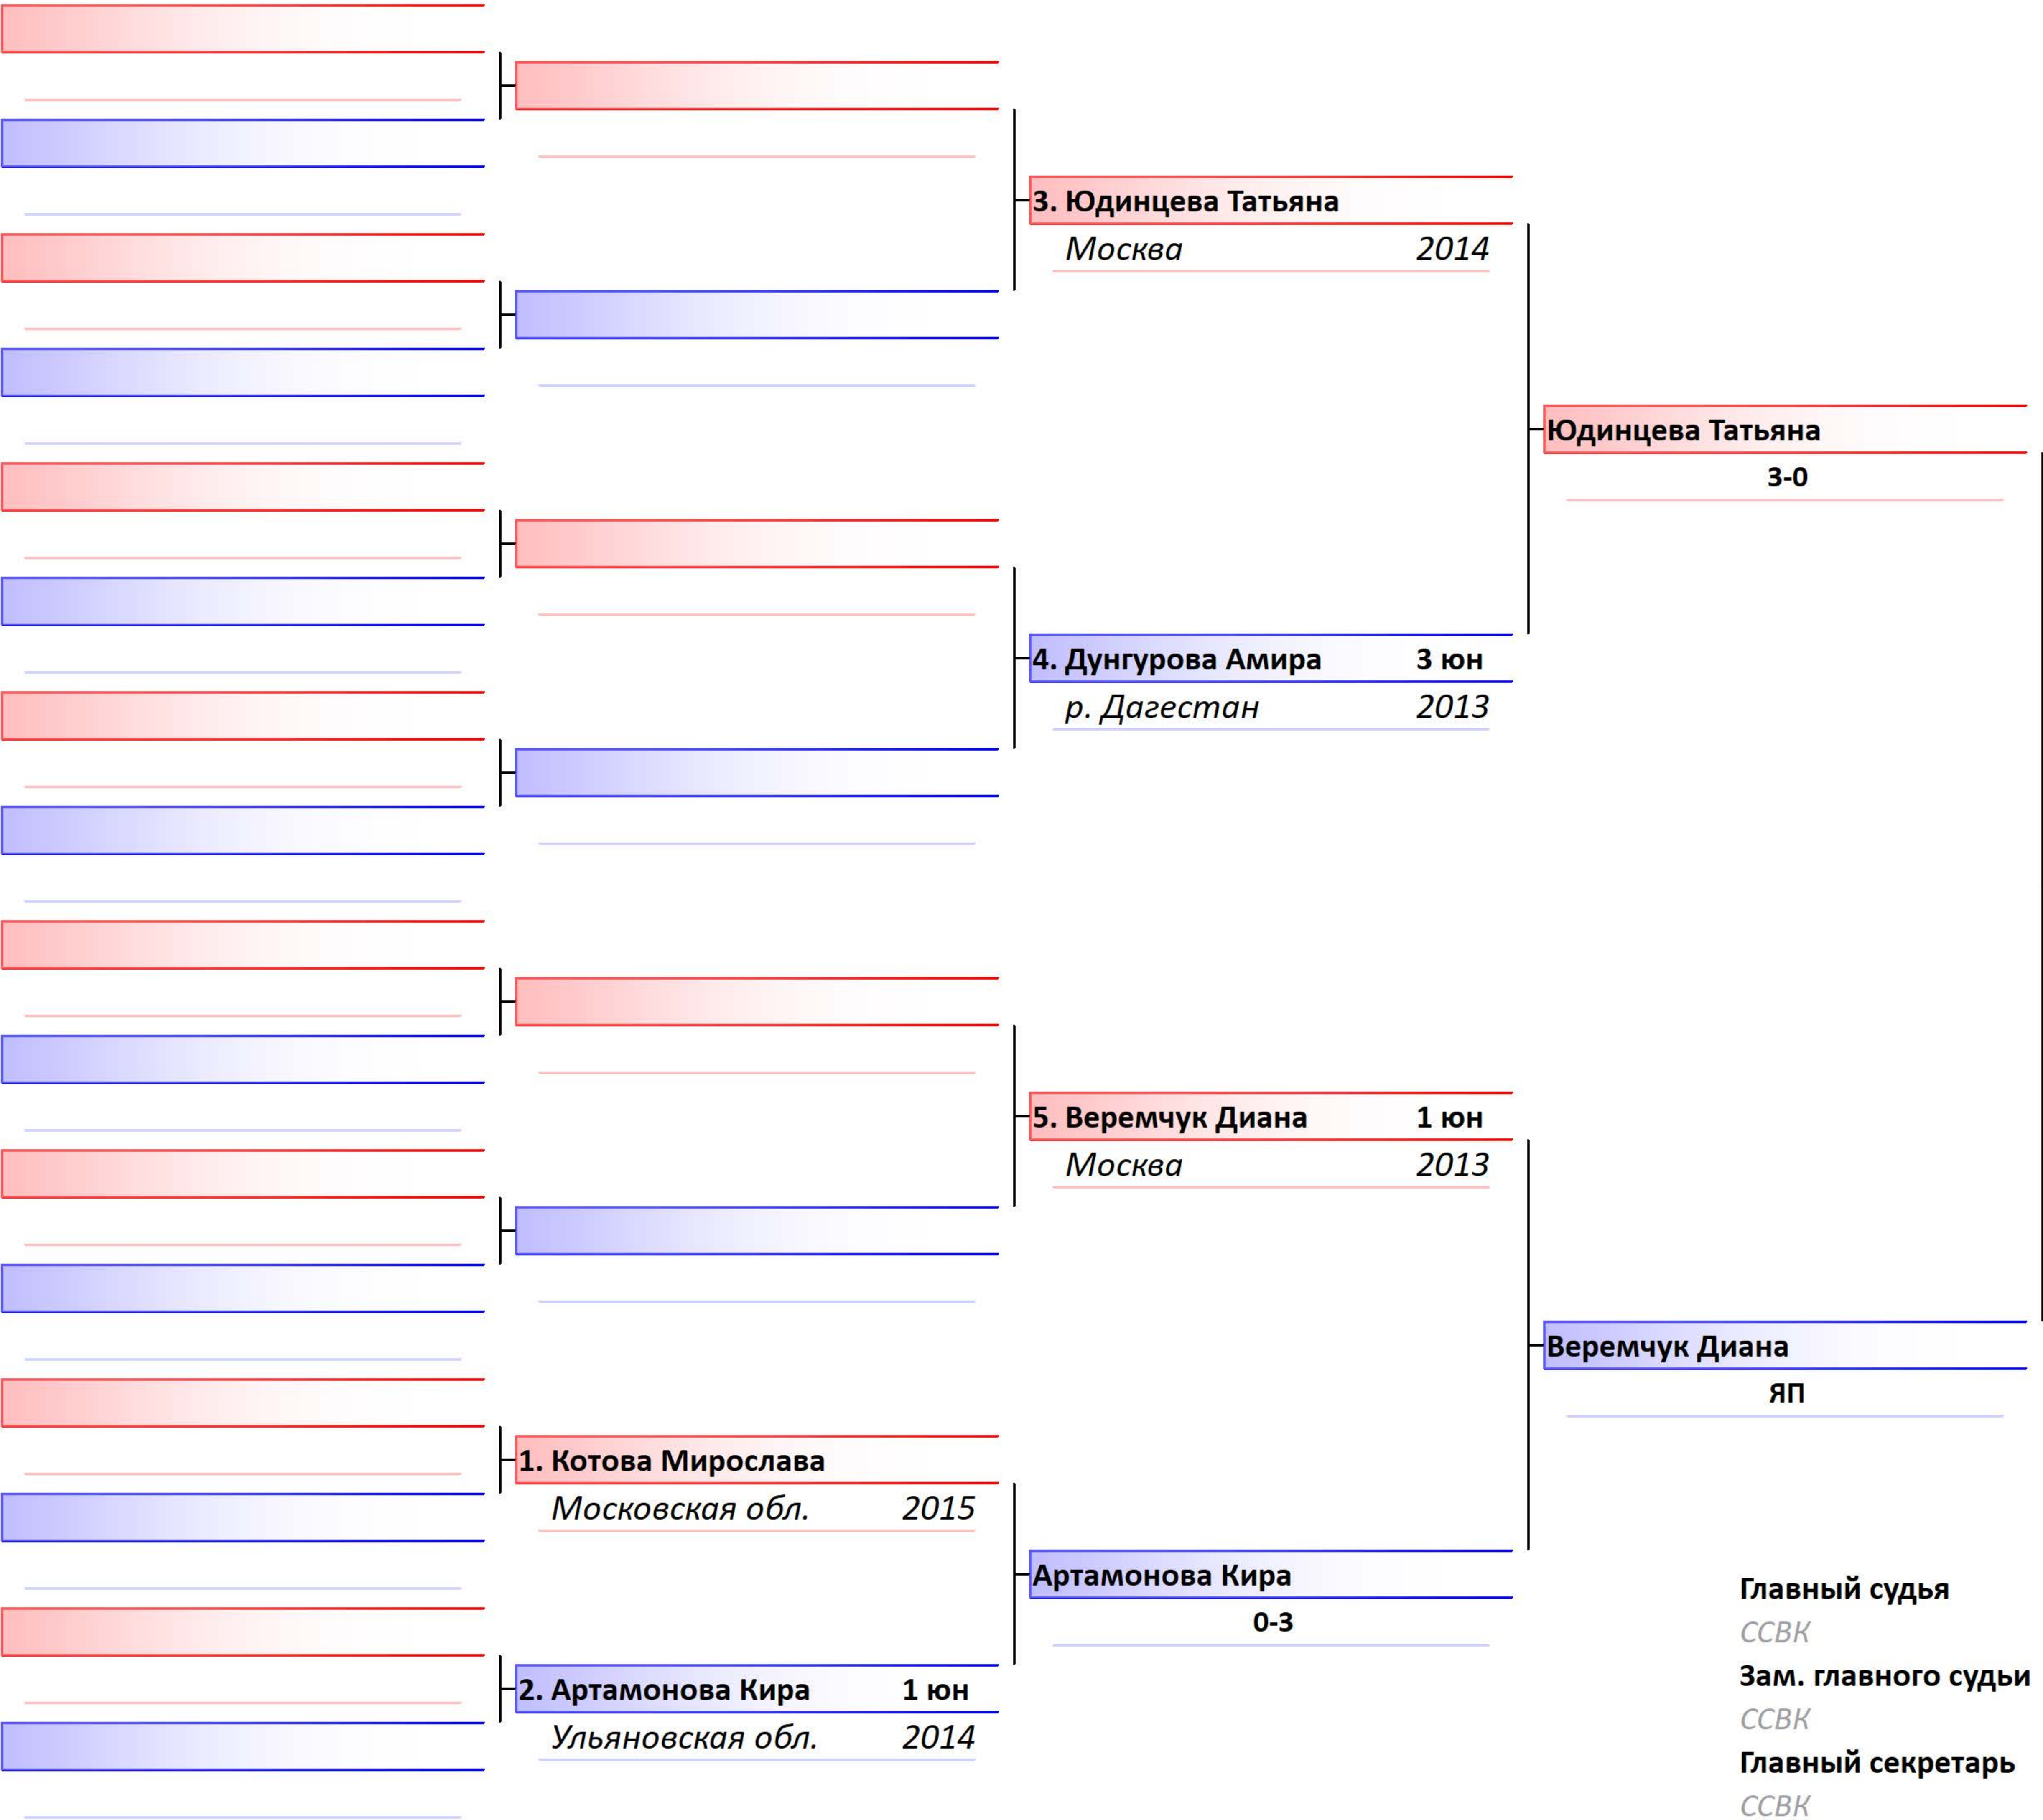 3. Юдинцева Татьяна
Москва 2014
Юдинцева Татьяна
3-0
4. Дунгурова Амира 3 юн
р. Дагестан 2013
5. Веремчук Диана 1 юн
Москва 2013
Веремчук Диана
ЯП
1. Котова Мирослава
Московская обл. 2015
Артамонова Кира
0-3
2. Артамонова Кира 1 юн
Ульяновская обл. 2014
Главный судья
ССВК
Зам. главного судьи
ССВК
Главный секретарь
ССВК